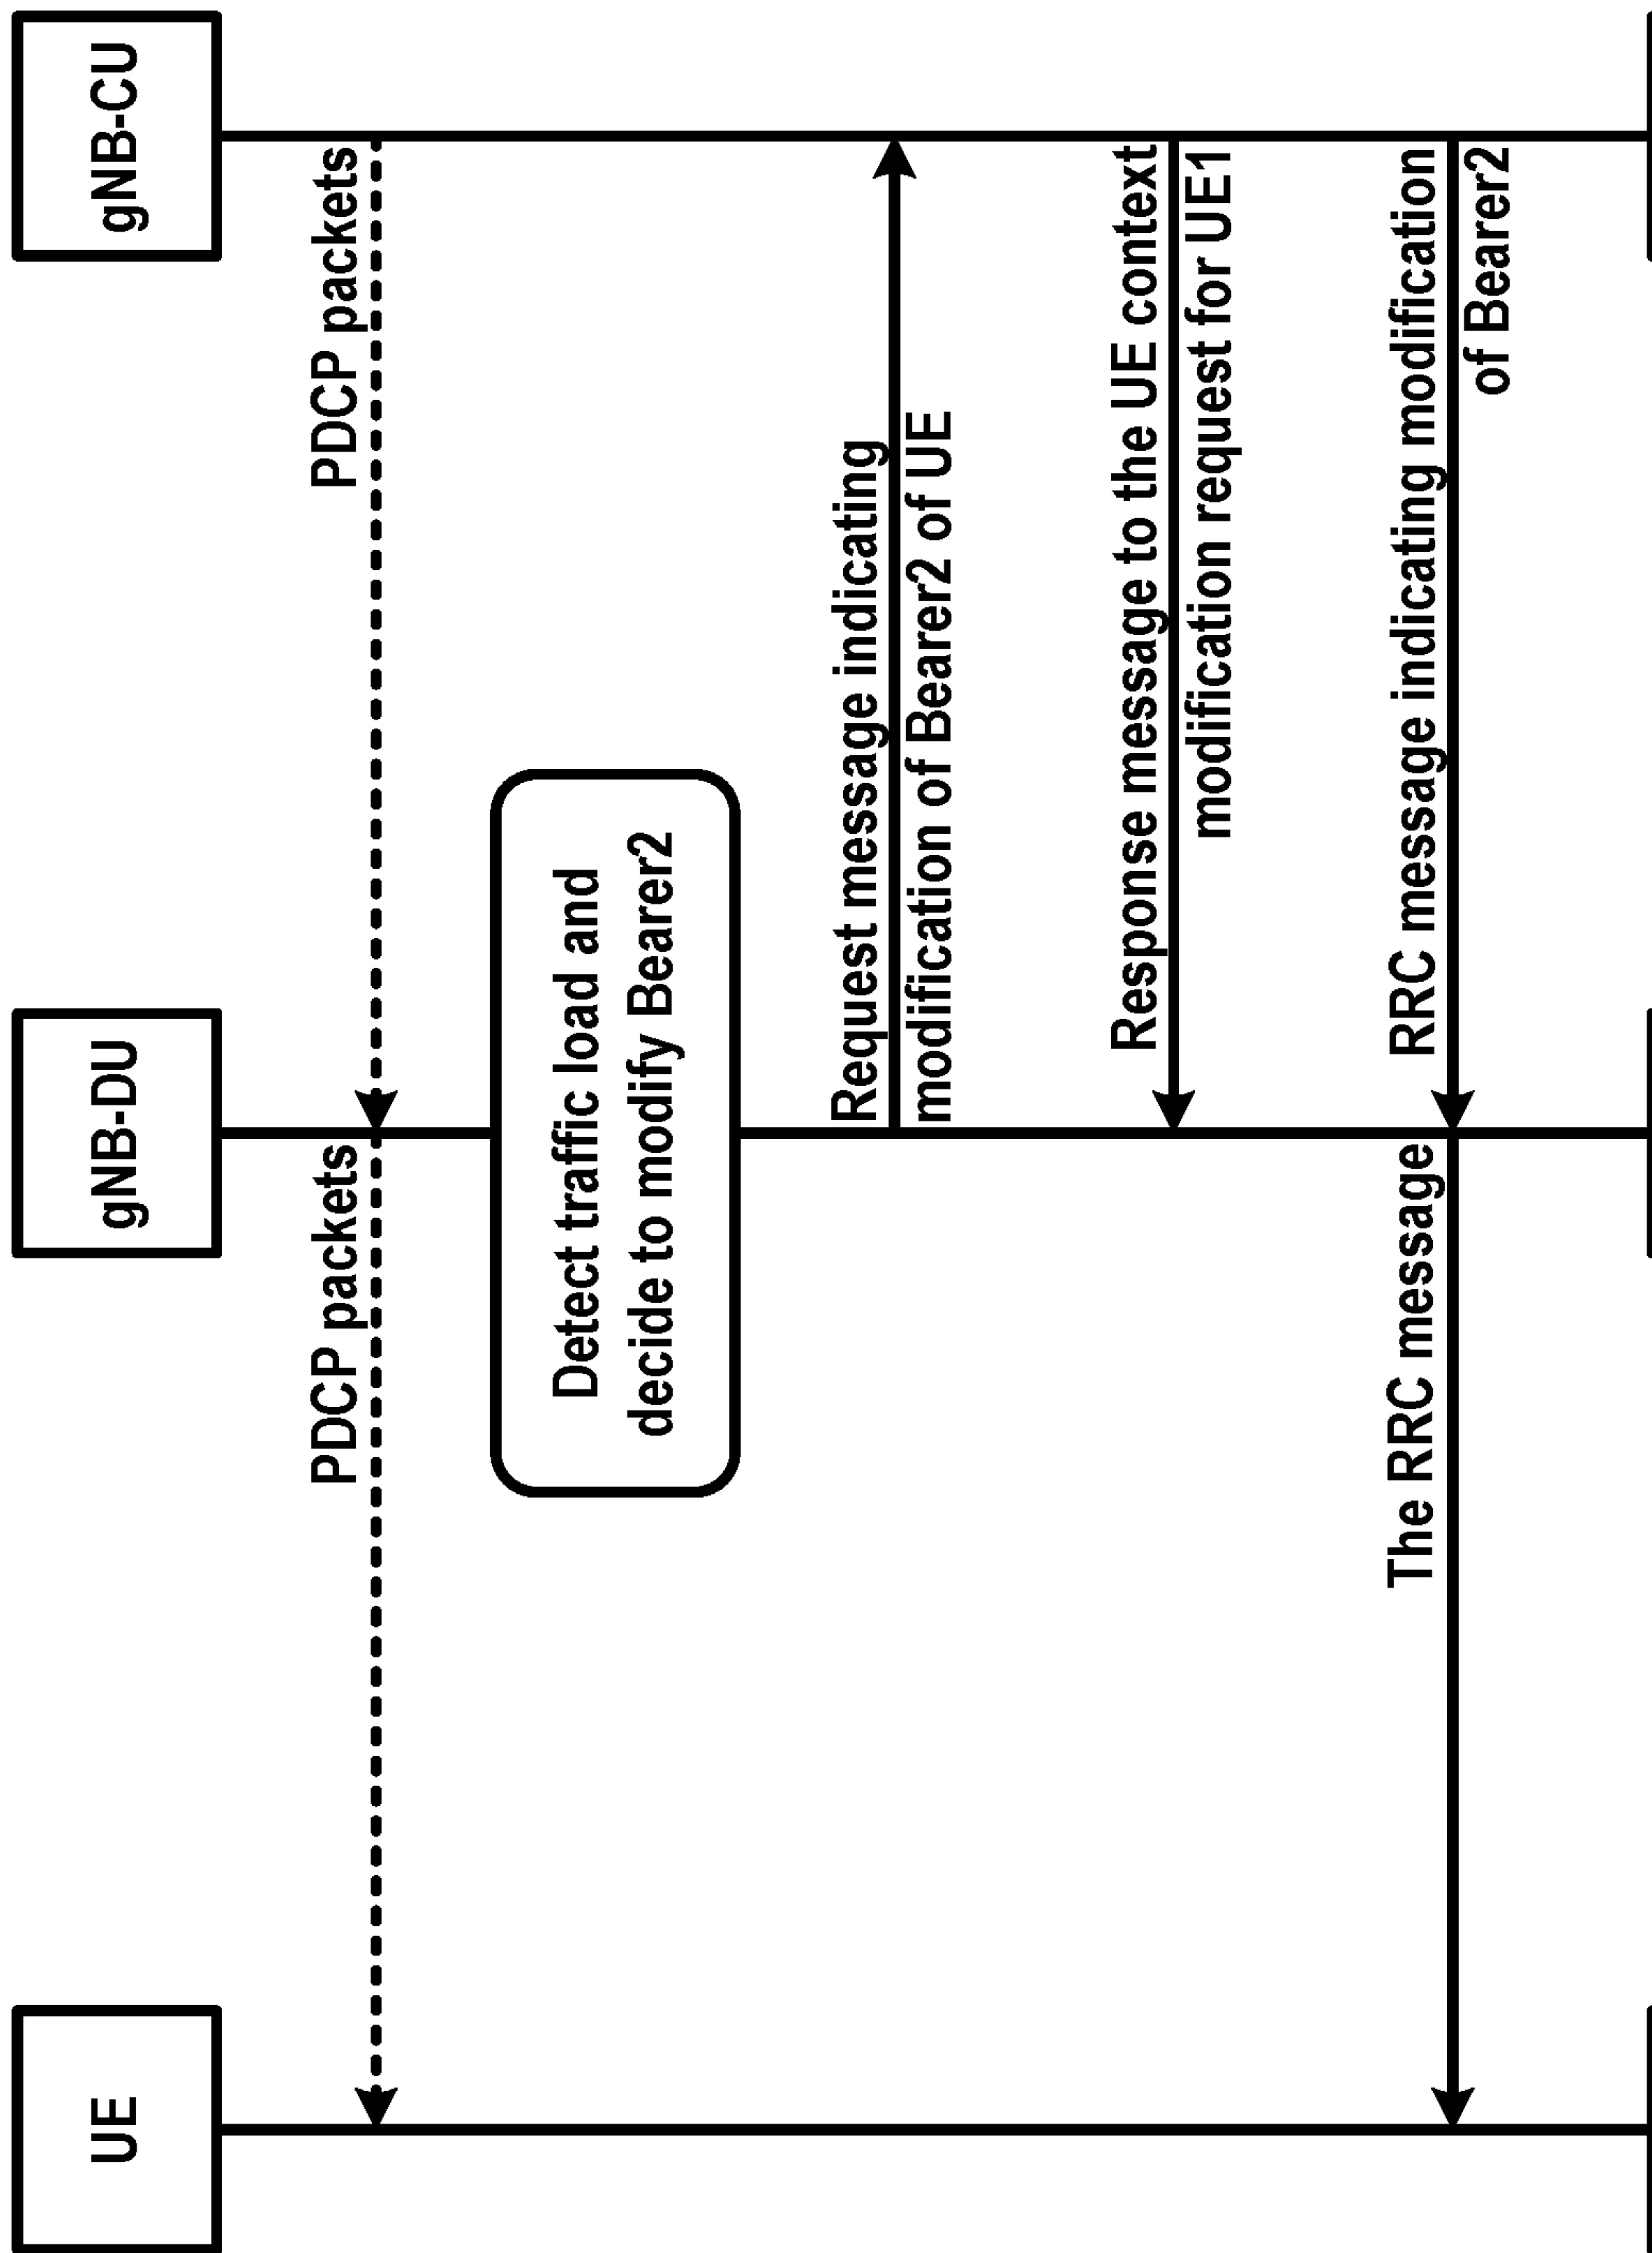 UE
gNB-DU
gNB-CU
PDCP packets
PDCP packets
Detect traffic load and
decide to modify Bearer2
Request message indicating
modification of Bearer2 of UE
Response message to the UE context
modification request for UE1
The RRC message
RRC message indicating modification
of Bearer2